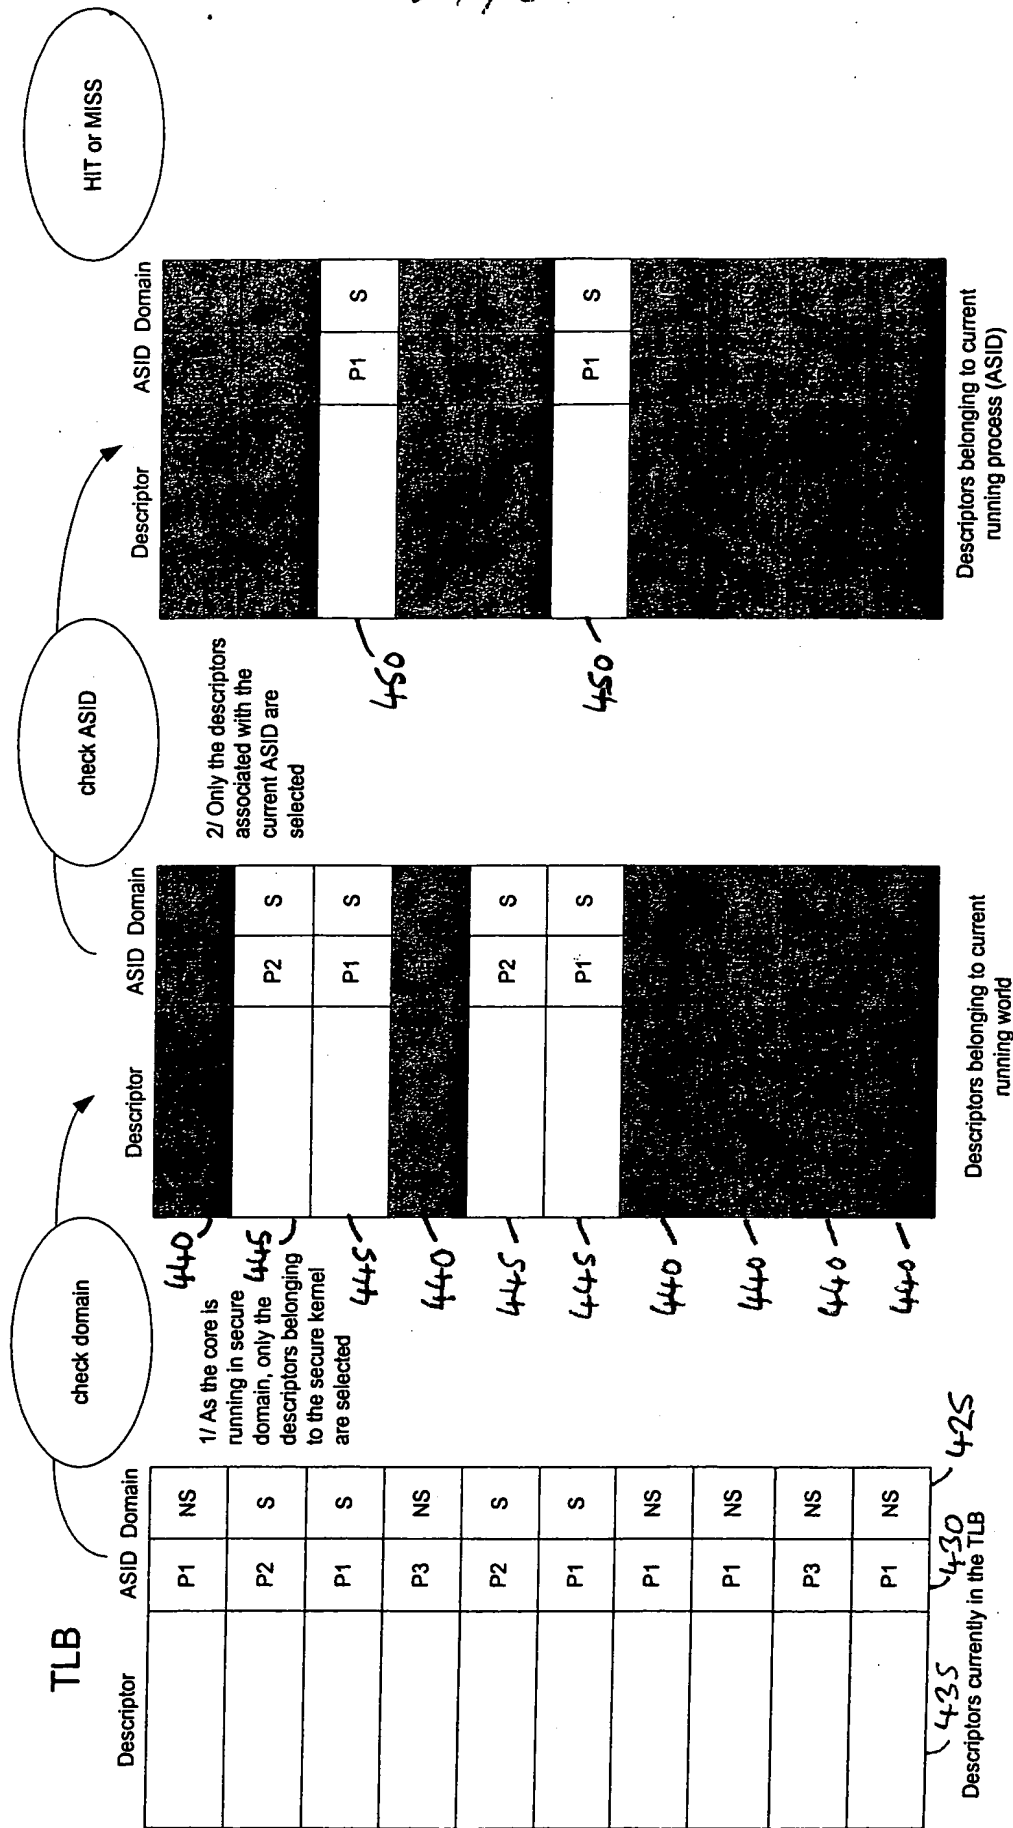 TLB
check domain
check ASID
HIT or MISS
Descriptor ASID Domain
P1 NS
P2 S
P1 S
P3 NS
P2 S
P1 S
P1 NS
P1 NS
P3 NS
P1 NS
435
430
425
Descriptors currently in the TLB
1/ As the core is
running in secure
domain, only the
descriptors belonging
to the secure kernel
are selected
Descriptor ASID Domain
440
445 P2 S
445 P1 S
440
445 P2 S
445 P1 S
440
440
440
440
Descriptors belonging to current
running world
2/ Only the descriptors
associated with the
current ASID are
selected
Descriptor ASID Domain
450 P1 S
450 P1 S
Descriptors belonging to current
running process (ASID)